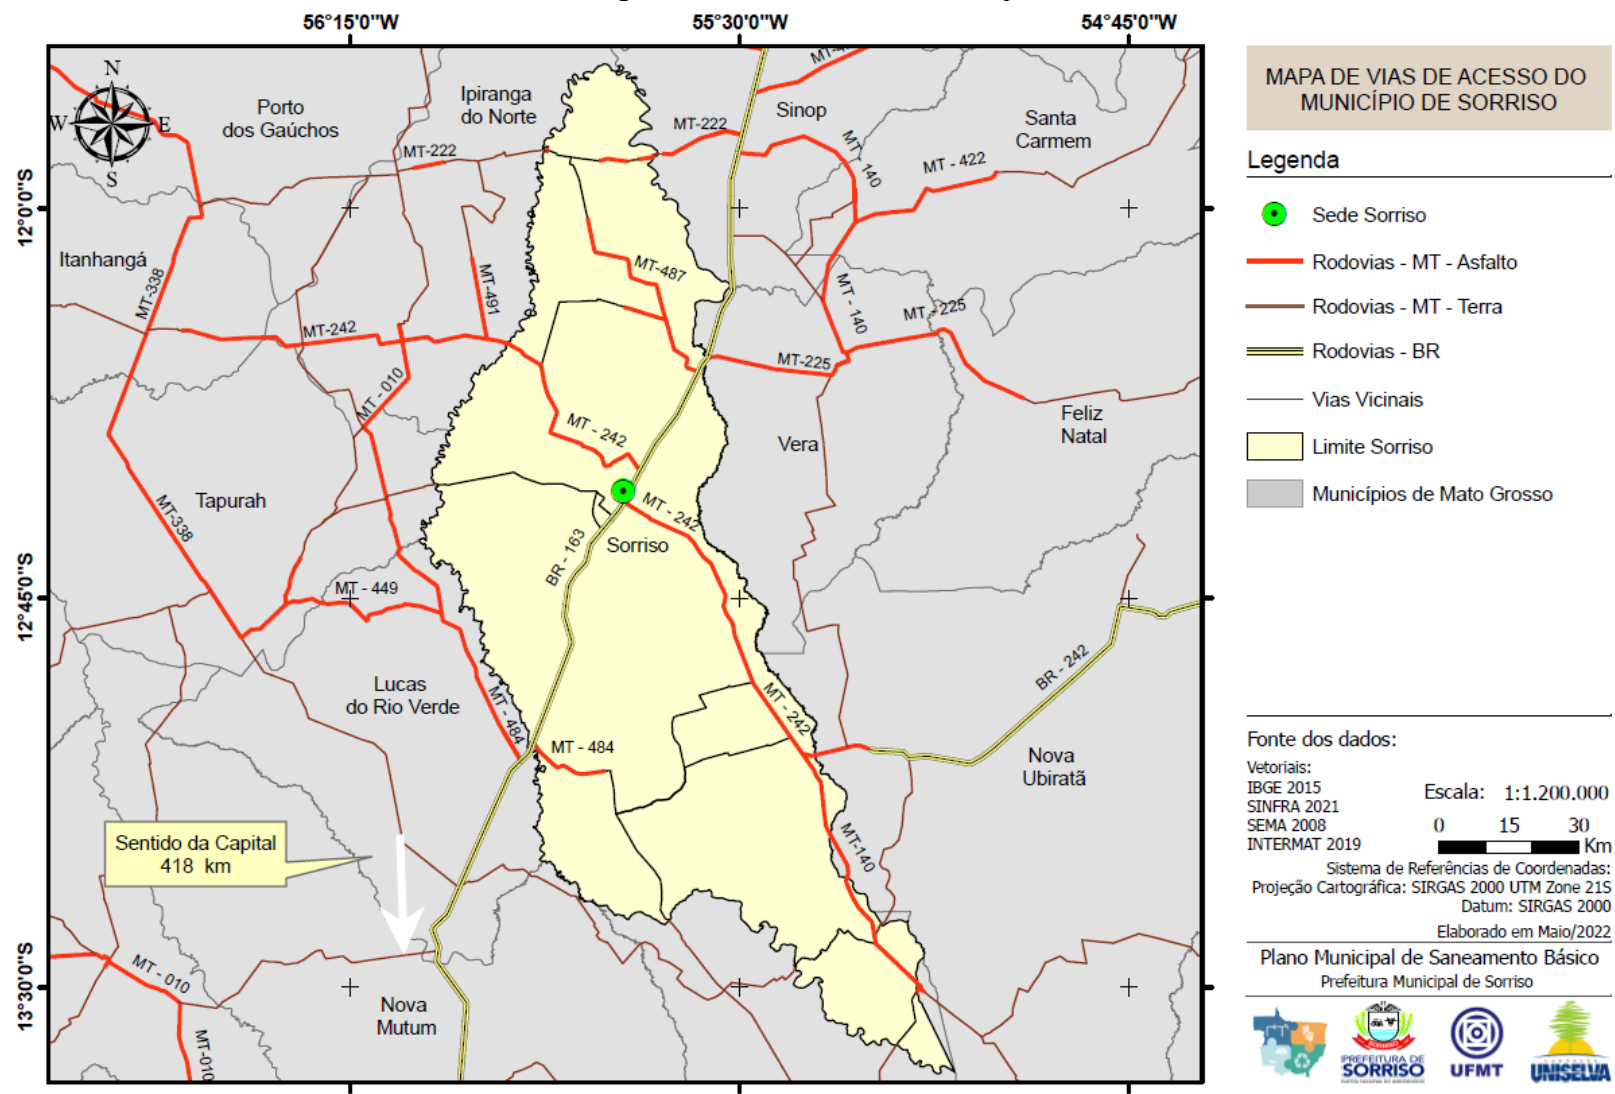 56°15'0"W
55°30'0"W
54°45'0"W
12°0'0"S
12°45'0"S
13°30'0"S
N
W
E
S
Porto
dos Gaúchos
Ipiranga
do Norte
Sinop
Santa
Carmem
MT-222
MT-222
MT - 140
MT - 422
Itanhangá
MT-338
MT-491
MT-487
MT-242
MT - 140
MT - 225
MT-225
MT - 010
MT - 242
Vera
Feliz
Natal
Tapurah
MT-338
MT - 242
BR - 163
Sorriso
MT - 449
BR - 242
Lucas
do Rio Verde
MT - 484
MT - 484
MT - 242
Nova
Ubiratã
MT-140
Sentido da Capital
418 km
MT - 010
MT-010
Nova
Mutum
MAPA DE VIAS DE ACESSO DO
MUNICÍPIO DE SORRISO
Legenda
Sede Sorriso
Rodovias - MT - Asfalto
Rodovias - MT - Terra
Rodovias - BR
Vias Vicinais
Limite Sorriso
Municípios de Mato Grosso
Fonte dos dados:
Vetoriais:
IBGE 2015
SINFRA 2021
SEMA 2008
INTERMAT 2019
Escala: 1:1.200.000
0 15 30
Km
Sistema de Referências de Coordenadas:
Projeção Cartográfica: SIRGAS 2000 UTM Zone 21S
Datum: SIRGAS 2000
Elaborado em Maio/2022
Plano Municipal de Saneamento Básico
Prefeitura Municipal de Sorriso
SORRISO
PREFEITURA DE
SORRISO
UFMT
UNISELVA